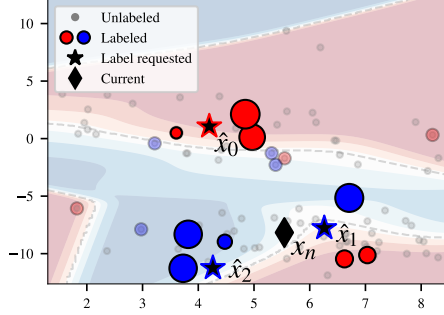 Unlabeled
Labeled
Label requested
Current
10
5
0
−5
−10
2
3
4
5
6
7
8
x̂₀
x̂₁
xₙ
x̂₂